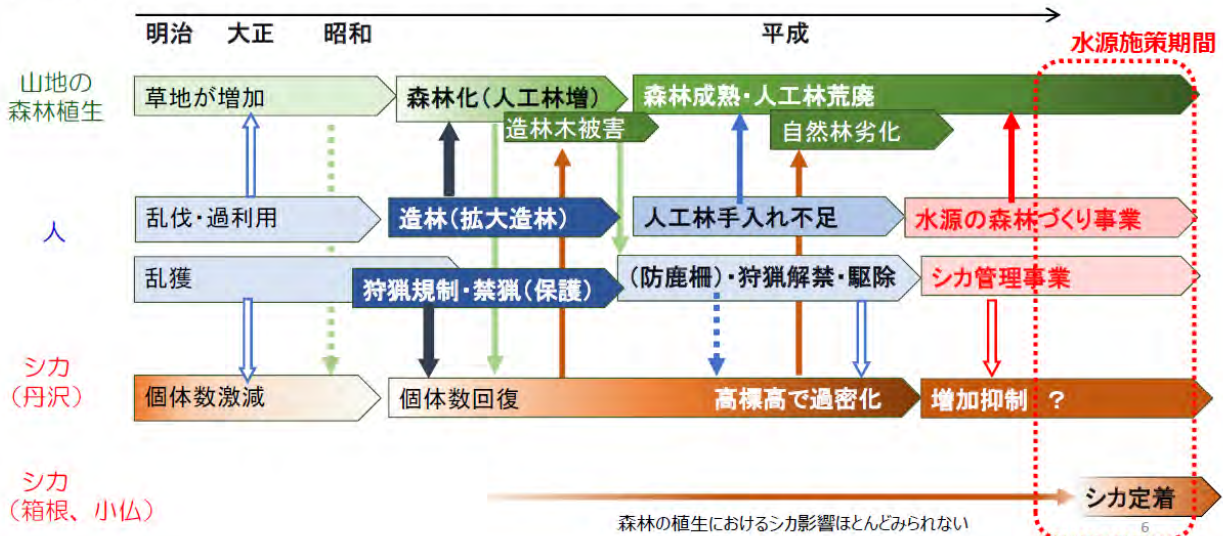 明治 大正 昭和 平成
水源施策期間
山地の
森林植生
草地が増加
森林化(人工林増)
造林木被害
森林成熟・人工林荒廃
自然林劣化
人
乱伐・過利用
造林(拡大造林)
人工林手入れ不足
水源の森林づくり事業
乱獲
狩猟規制・禁猟(保護)
(防鹿柵)・狩猟解禁・駆除
シカ管理事業
シカ
(丹沢)
個体数激減
個体数回復
高標高で過密化
増加抑制 ?
シカ
(箱根、小仏)
シカ定着
森林の植生におけるシカ影響ほとんどみられない
6